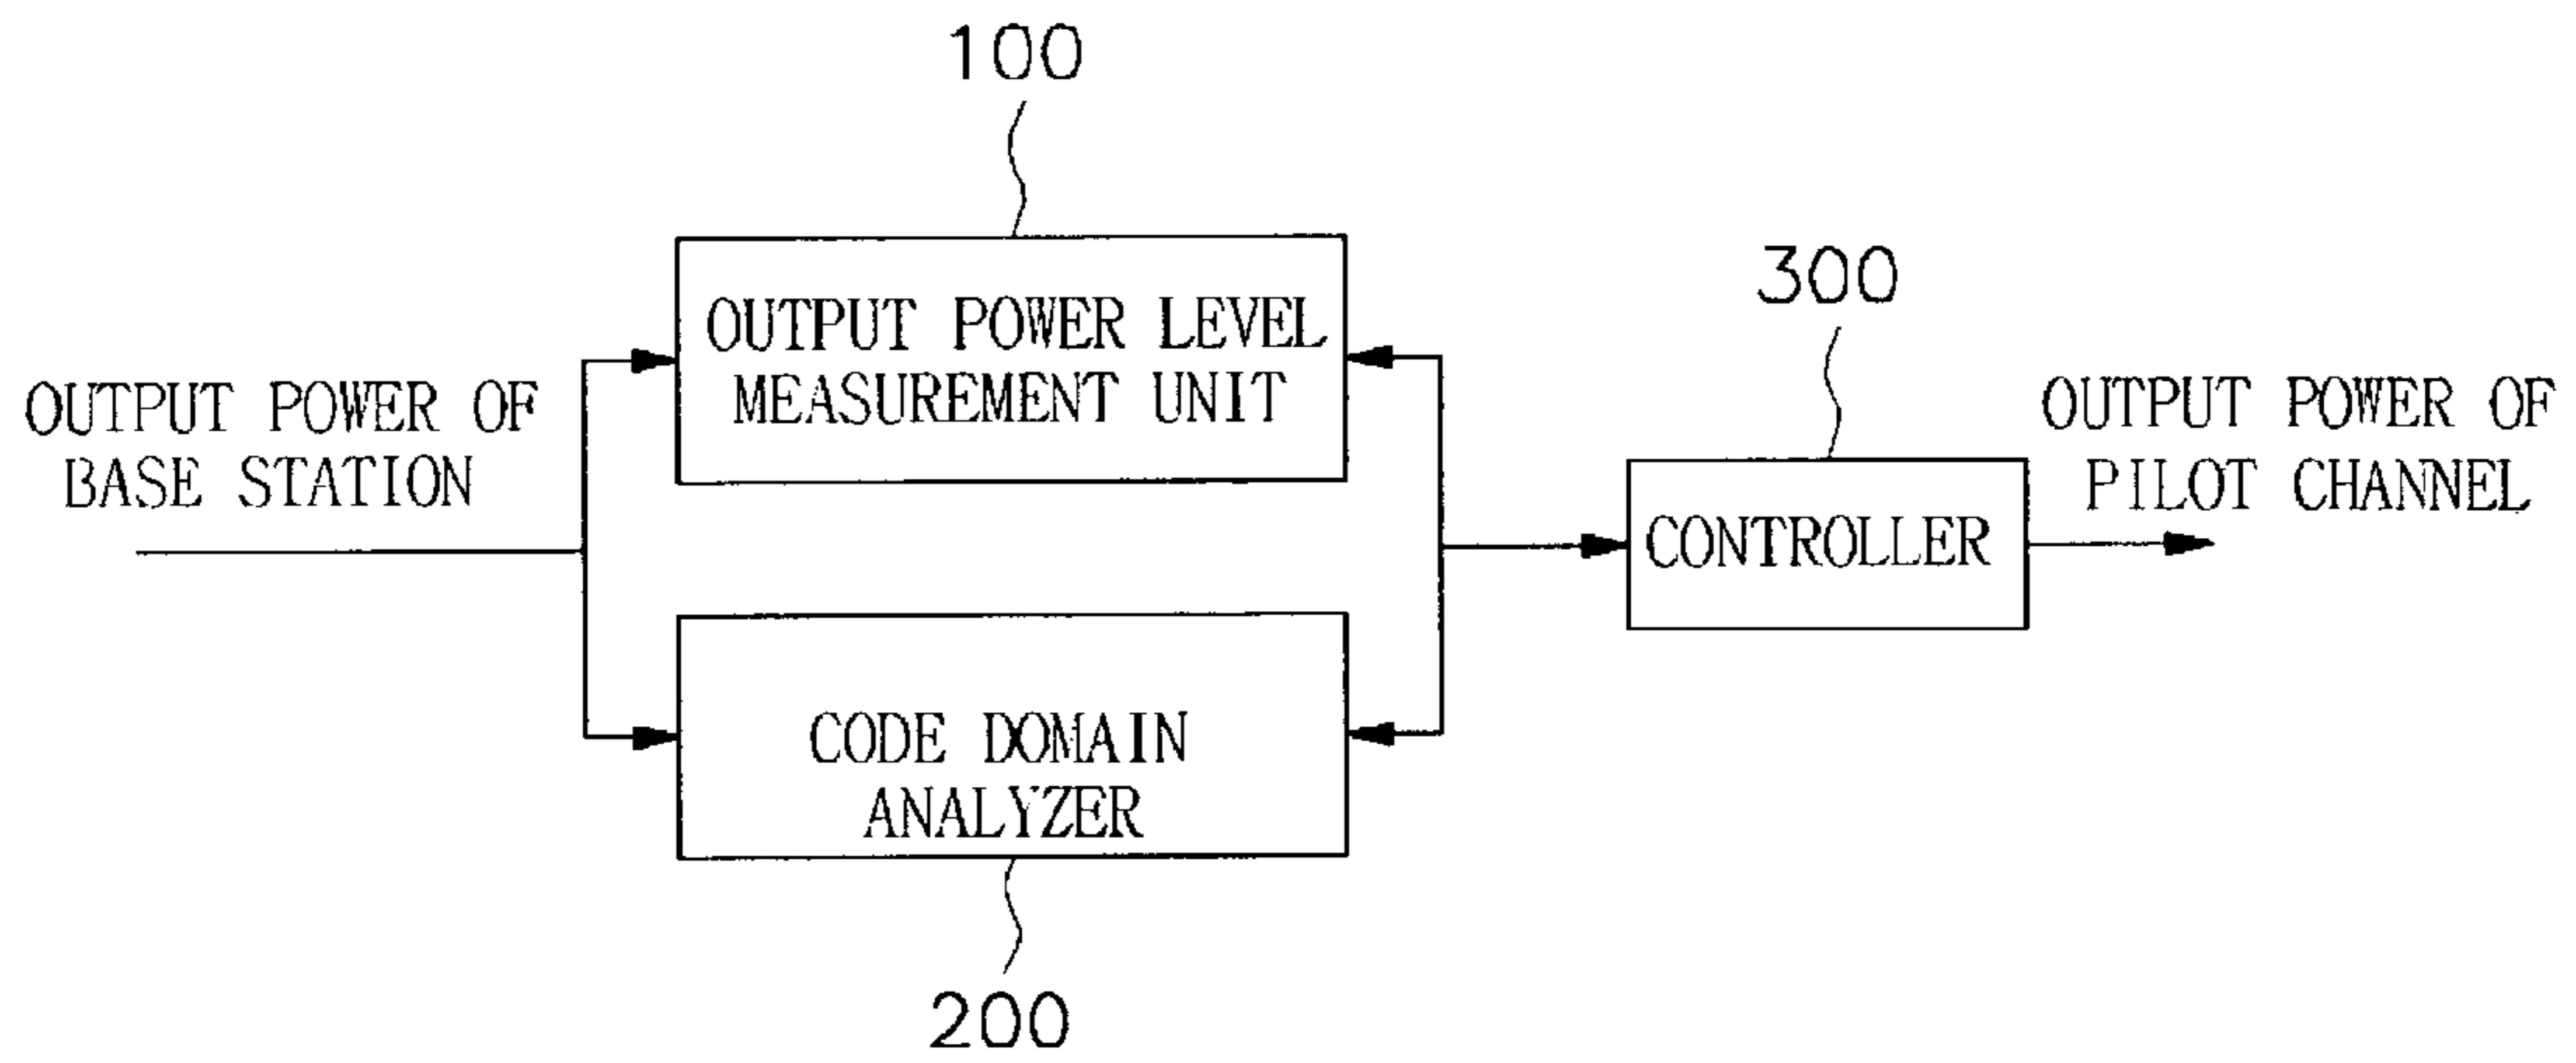 100
OUTPUT POWER LEVEL
MEASUREMENT UNIT
300
OUTPUT POWER OF
BASE STATION
OUTPUT POWER OF
PILOT CHANNEL
CONTROLLER
CODE DOMAIN
ANALYZER
200